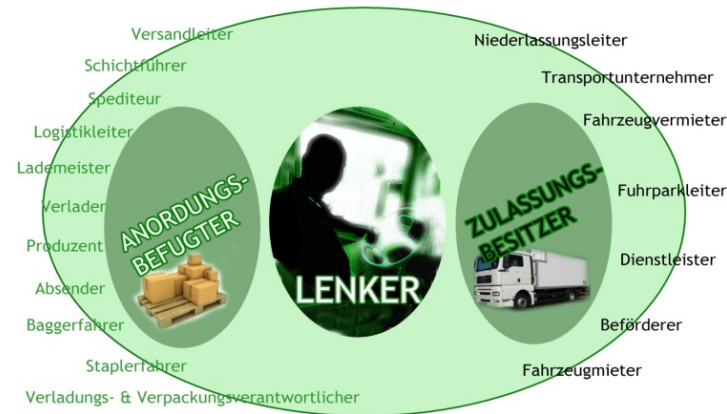 Versandleiter
Schichtführer
Spediteur
Logistikleiter
Lademeister
Verlader
Produzent
Absender
Baggerfahrer
Staplerfahrer
Verladungs- & Verpackungsverantwortlicher
ANORDUNGS-
BEFUGTER
LENKER
ZULASSUNGS-
BESITZER
Niederlassungsleiter
Transportunternehmer
Fahrzeugvermieter
Fuhrparkleiter
Dienstleister
Beförderer
Fahrzeugmieter